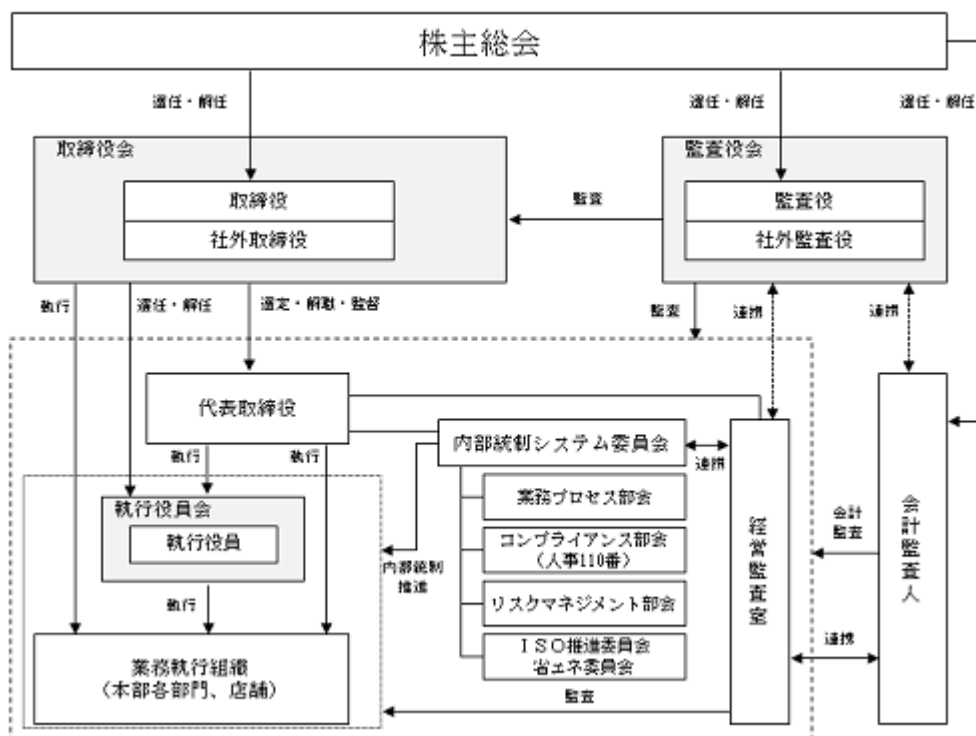 株主総会
選任・解任
選任・解任
選任・解任
取締役会
監査役会
取締役
社外取締役
監査
監査役
社外監査役
執行
選任・解任
選定・解職・監督
監査
連携
連携
代表取締役
執行
執行
内部統制システム委員会
連携
執行役員会
執行役員
業務プロセス部会
コンプライアンス部会
(人事110番)
内部統制
推進
経営監査室
会計
監査
会計監査人
執行
リスクマネジメント部会
業務執行組織
(本部各部門、店舗)
ISO推進委員会
省エネ委員会
連携
監査